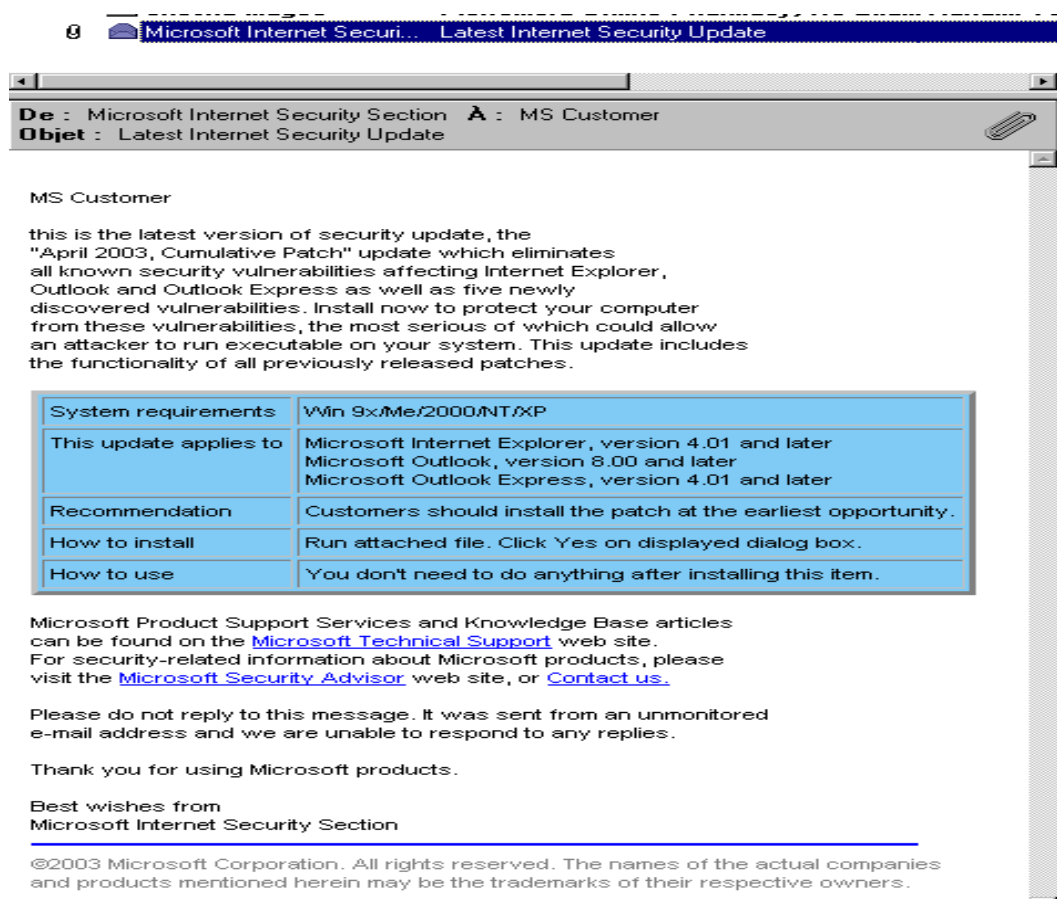 Microsoft Internet Securi... Latest Internet Security Update
De : Microsoft Internet Security Section À : MS Customer
Objet : Latest Internet Security Update
MS Customer
this is the latest version of security update, the
"April 2003, Cumulative Patch" update which eliminates
all known security vulnerabilities affecting Internet Explorer,
Outlook and Outlook Express as well as five newly
discovered vulnerabilities. Install now to protect your computer
from these vulnerabilities, the most serious of which could allow
an attacker to run executable on your system. This update includes
the functionality of all previously released patches.
System requirements Win 9x/Me/2000/NT/XP
This update applies to Microsoft Internet Explorer, version 4.01 and later
Microsoft Outlook, version 8.00 and later
Microsoft Outlook Express, version 4.01 and later
Recommendation Customers should install the patch at the earliest opportunity.
How to install Run attached file. Click Yes on displayed dialog box.
How to use You don't need to do anything after installing this item.
Microsoft Product Support Services and Knowledge Base articles
can be found on the Microsoft Technical Support web site.
For security-related information about Microsoft products, please
visit the Microsoft Security Advisor web site, or Contact us.
Please do not reply to this message. It was sent from an unmonitored
e-mail address and we are unable to respond to any replies.
Thank you for using Microsoft products.
Best wishes from
Microsoft Internet Security Section
©2003 Microsoft Corporation. All rights reserved. The names of the actual companies
and products mentioned herein may be the trademarks of their respective owners.